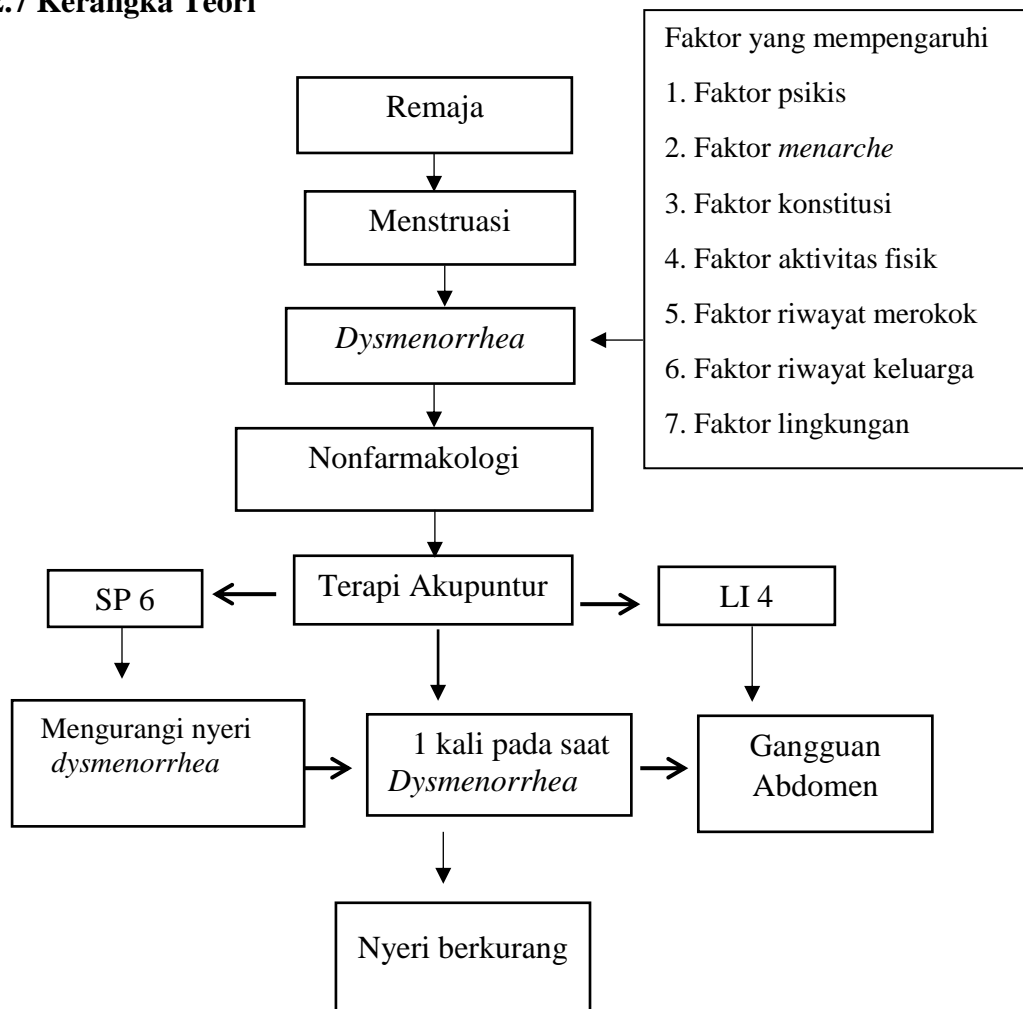 2.7 Kerangka Teori
Faktor yang mempengaruhi
1. Faktor psikis
2. Faktor menarche
3. Faktor konstitusi
4. Faktor aktivitas fisik
5. Faktor riwayat merokok
6. Faktor riwayat keluarga
7. Faktor lingkungan
Remaja
Menstruasi
Dysmenorrhea
Nonfarmakologi
Terapi Akupuntur
SP 6
LI 4
Mengurangi nyeri
dysmenorrhea
1 kali pada saat
Dysmenorrhea
Gangguan
Abdomen
Nyeri berkurang